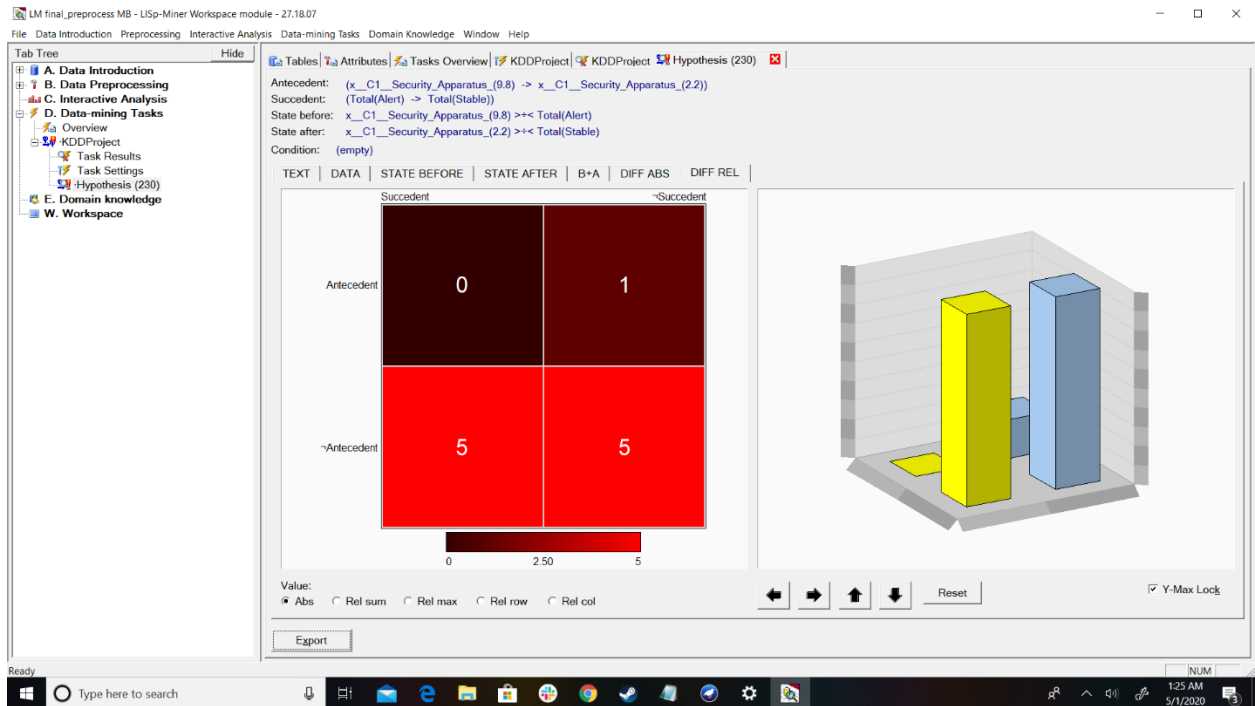 LM final_preprocess MB - LISp-Miner Workspace module - 27.18.07
File Data Introduction Preprocessing Interactive Analysis Data-mining Tasks Domain Knowledge Window Help
Tab Tree Hide
A. Data Introduction
B. Data Preprocessing
C. Interactive Analysis
D. Data-mining Tasks
Overview
KDDProject
Task Results
Task Settings
Hypothesis (230)
E. Domain knowledge
W. Workspace
Tables Attributes Tasks Overview KDDProject KDDProject Hypothesis (230)
Antecedent: (x__C1__Security_Apparatus_(9.8) -> x__C1__Security_Apparatus_(2.2))
Succedent: (Total(Alert) -> Total(Stable))
State before: x__C1__Security_Apparatus_(9.8) >÷< Total(Alert)
State after: x__C1__Security_Apparatus_(2.2) >÷< Total(Stable)
Condition: (empty)
TEXT DATA STATE BEFORE STATE AFTER B+A DIFF ABS DIFF REL
Succedent ¬Succedent
Antecedent 0 1
¬Antecedent 5 5
0 2.50 5
Value:
Abs Rel sum Rel max Rel row Rel col
Reset
Y-Max Lock
Export
Ready
NUM
Type here to search
1:25 AM
5/1/2020
3